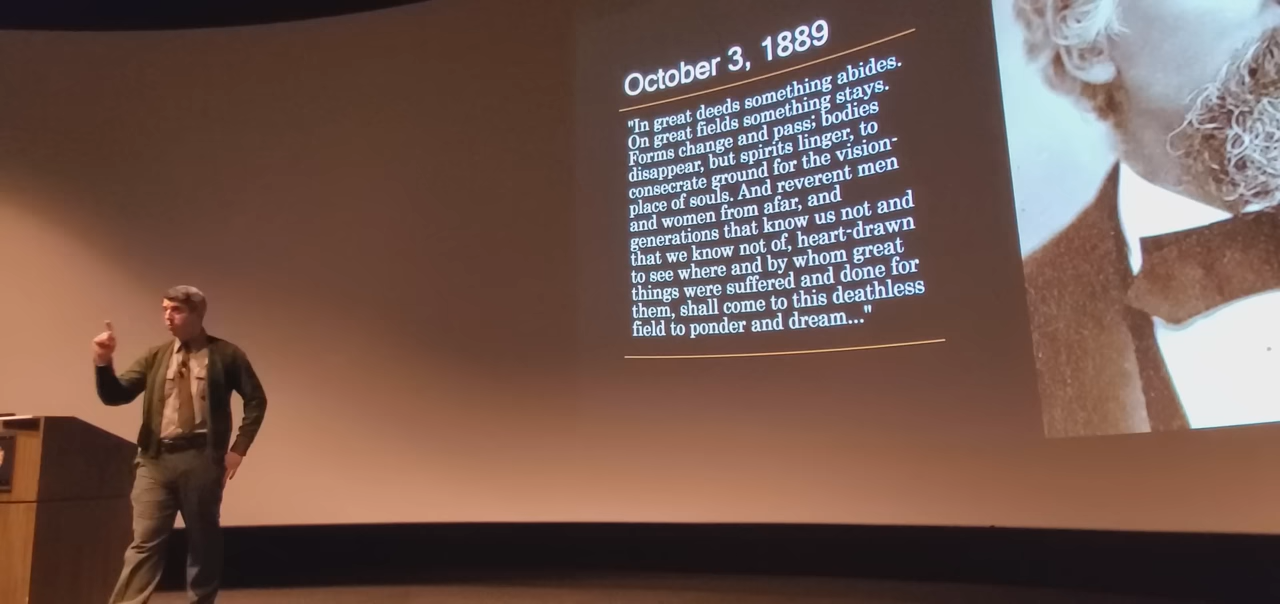 October 3, 1889
"In great deeds something abides.
On great fields something stays.
Forms change and pass; bodies
disappear, but spirits linger, to
consecrate ground for the vision-
place of souls. And reverent men
and women from afar, and
generations that know us not and
that we know not of, heart-drawn
to see where and by whom great
things were suffered and done for
them, shall come to this deathless
field to ponder and dream..."